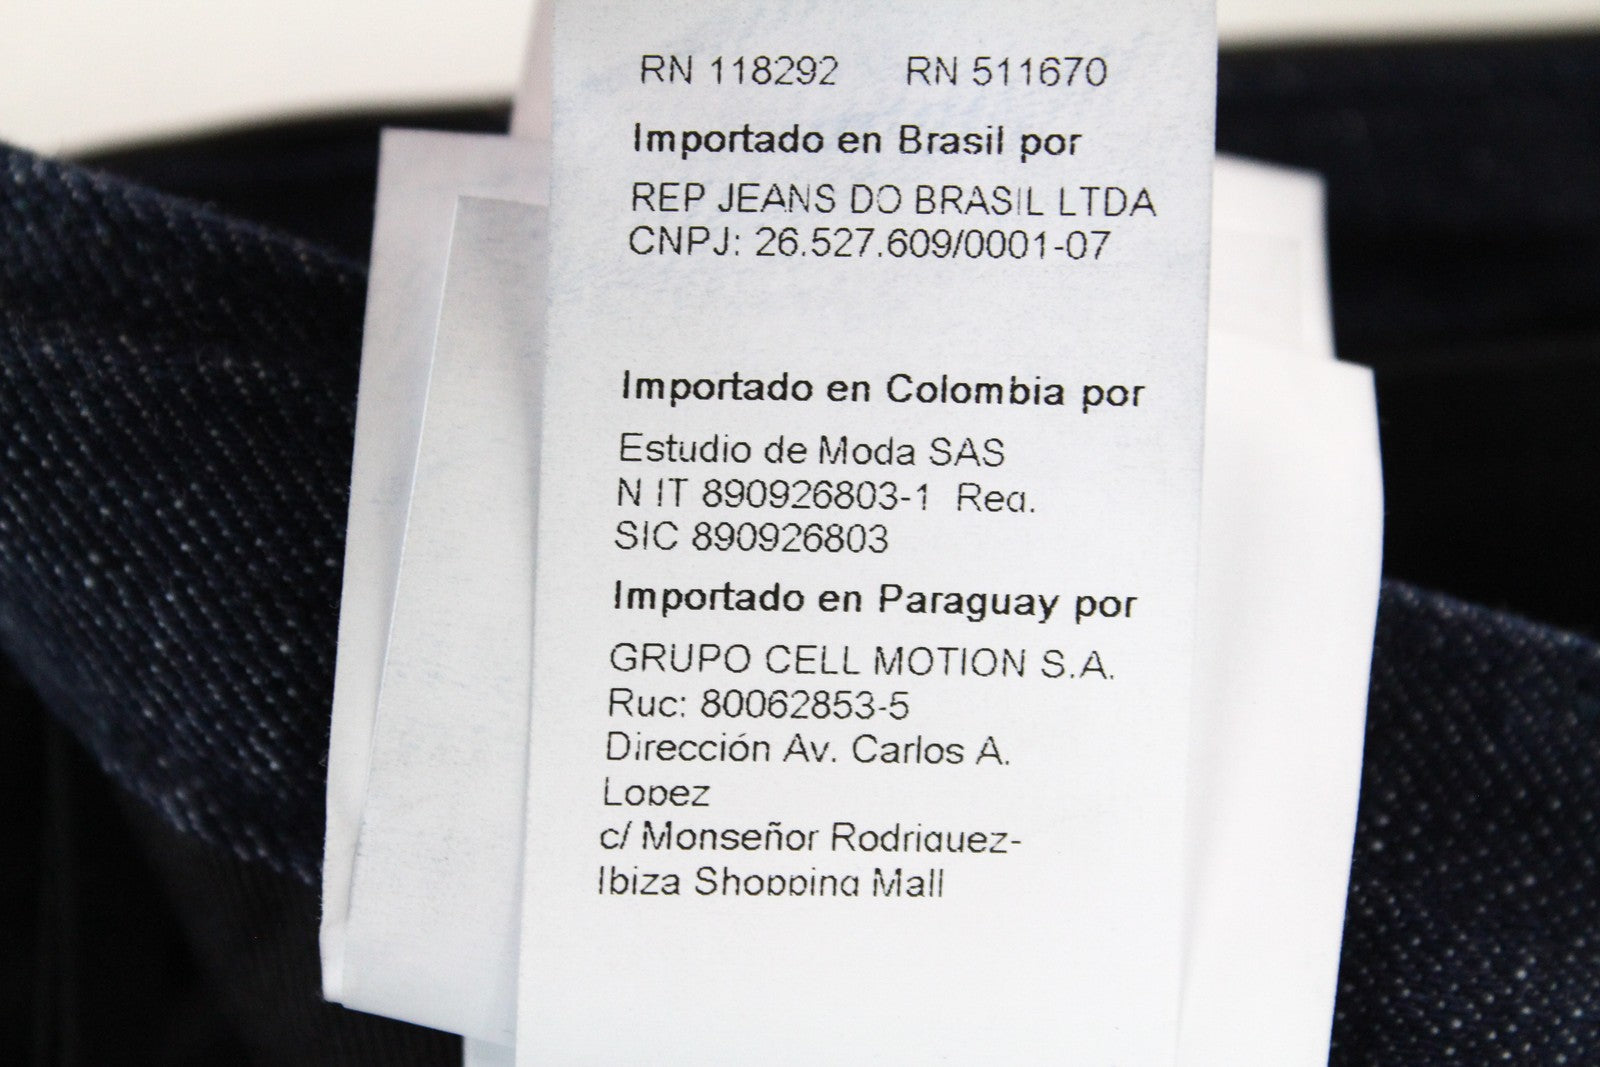 RN 118292 RN 511670
Importado en Brasil por
REP JEANS DO BRASIL LTDA
CNPJ: 26.527.609/0001-07
Importado en Colombia por
Estudio de Moda SAS
N IT 890926803-1 Reg.
SIC 890926803
Importado en Paraguay por
GRUPO CELL MOTION S.A.
Ruc: 80062853-5
Dirección Av. Carlos A.
Lopez
c/ Monseñor Rodriguez-
Ibiza Shopping Mall